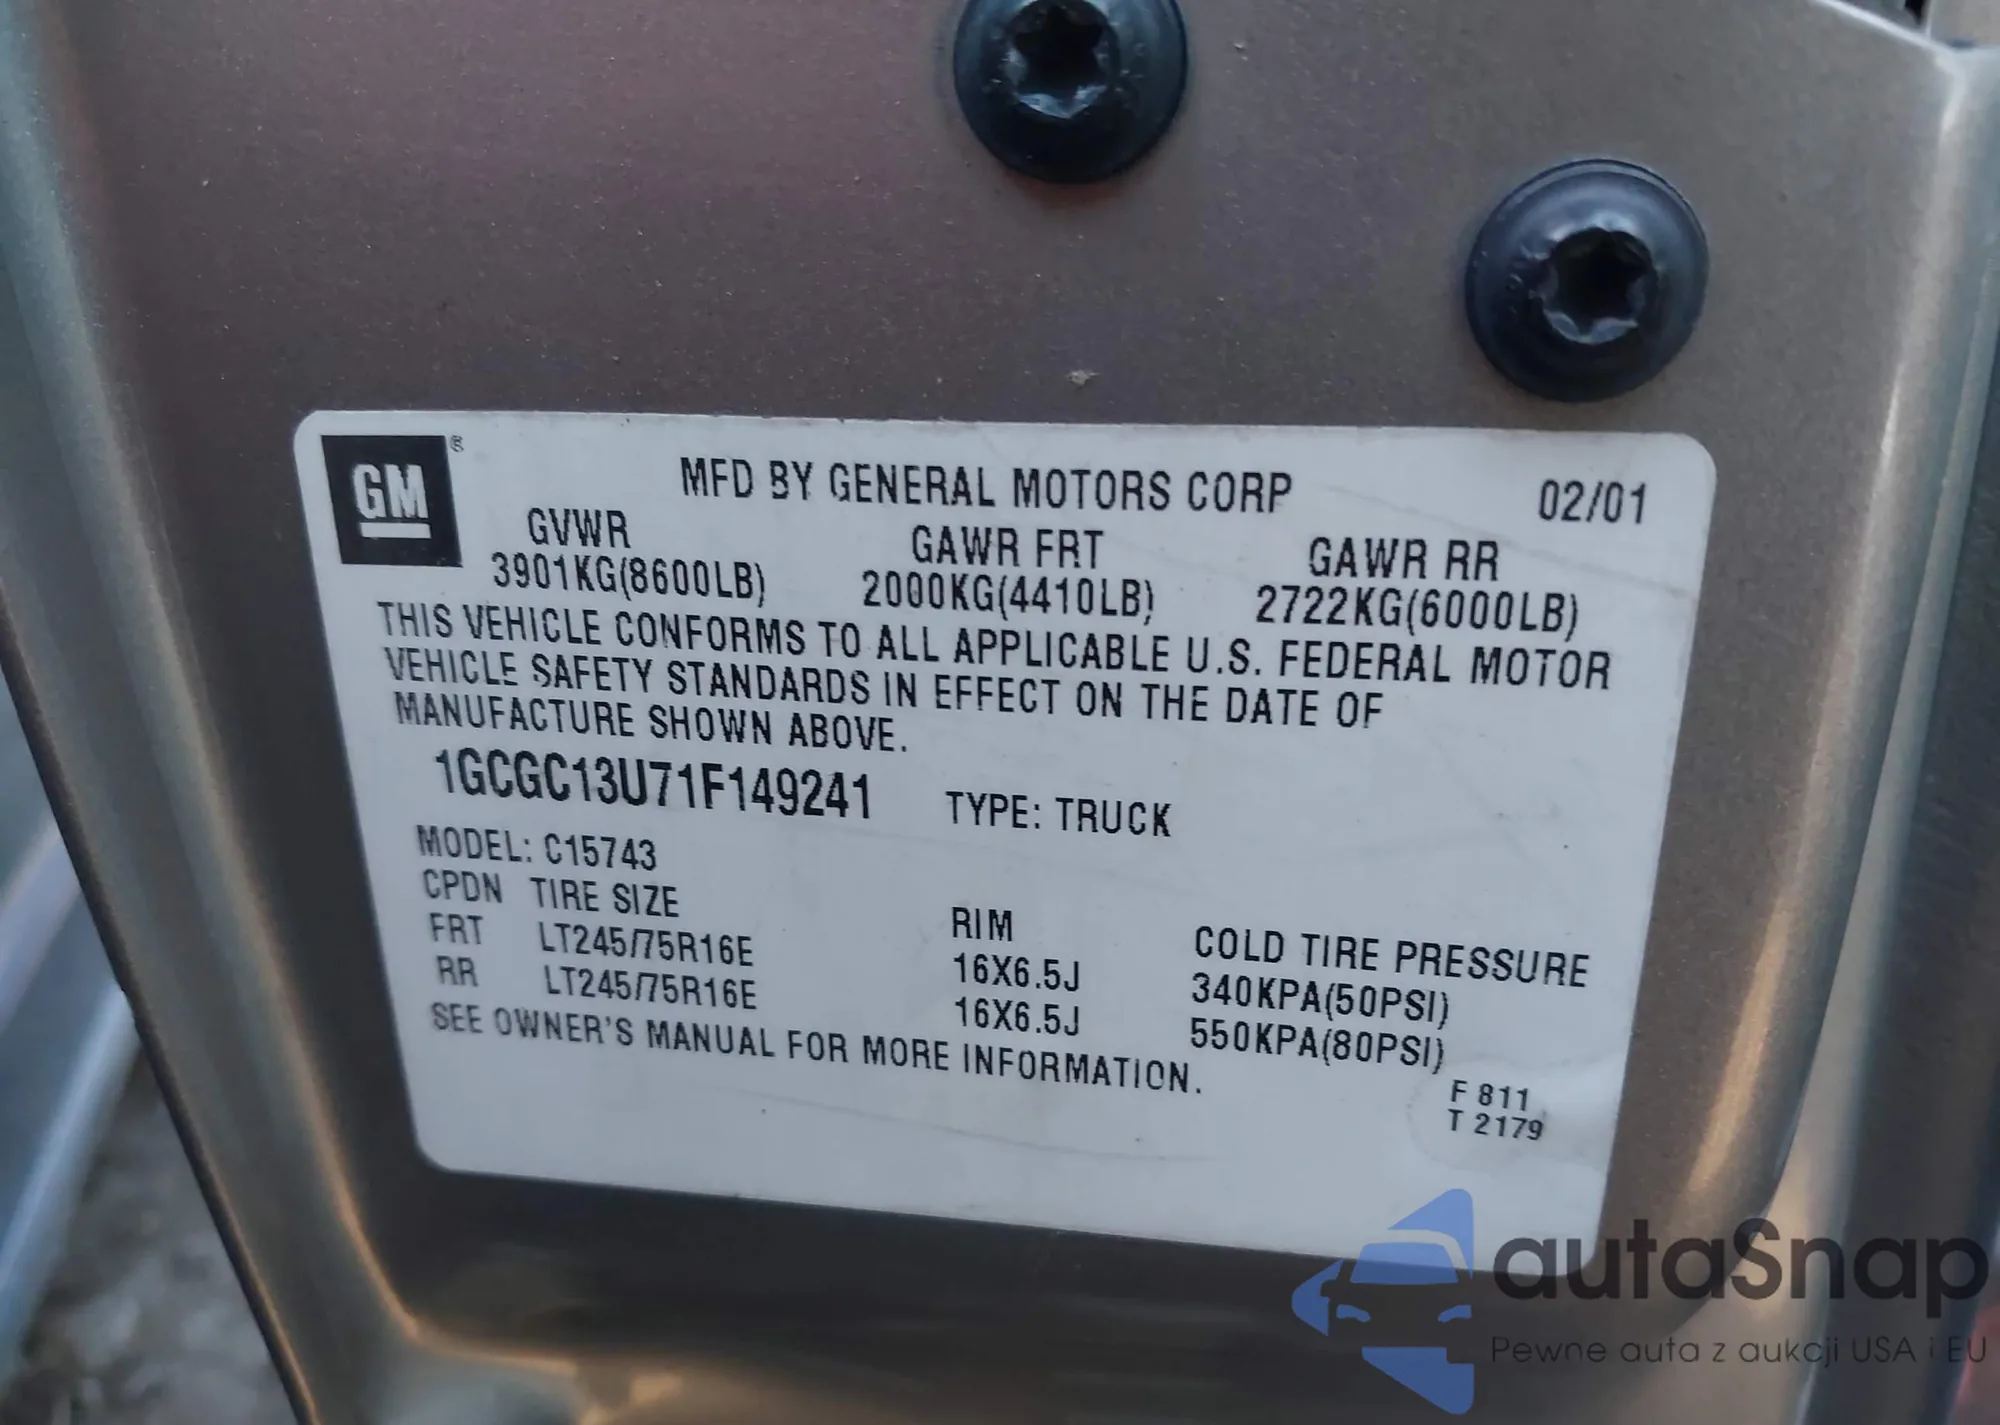 GM ®
MFD BY GENERAL MOTORS CORP 02/01
GVWR GAWR FRT GAWR RR
3901KG(8600LB) 2000KG(4410LB) 2722KG(6000LB)
THIS VEHICLE CONFORMS TO ALL APPLICABLE U.S. FEDERAL MOTOR
VEHICLE SAFETY STANDARDS IN EFFECT ON THE DATE OF
MANUFACTURE SHOWN ABOVE.
1GCGC13U71F149241 TYPE: TRUCK
MODEL: C15743
CPDN TIRE SIZE RIM COLD TIRE PRESSURE
FRT LT245/75R16E 16X6.5J 340KPA(50PSI)
RR LT245/75R16E 16X6.5J 550KPA(80PSI)
SEE OWNER'S MANUAL FOR MORE INFORMATION.
F 811
T 2179
autaSnap
Pewne auta z aukcji USA i EU